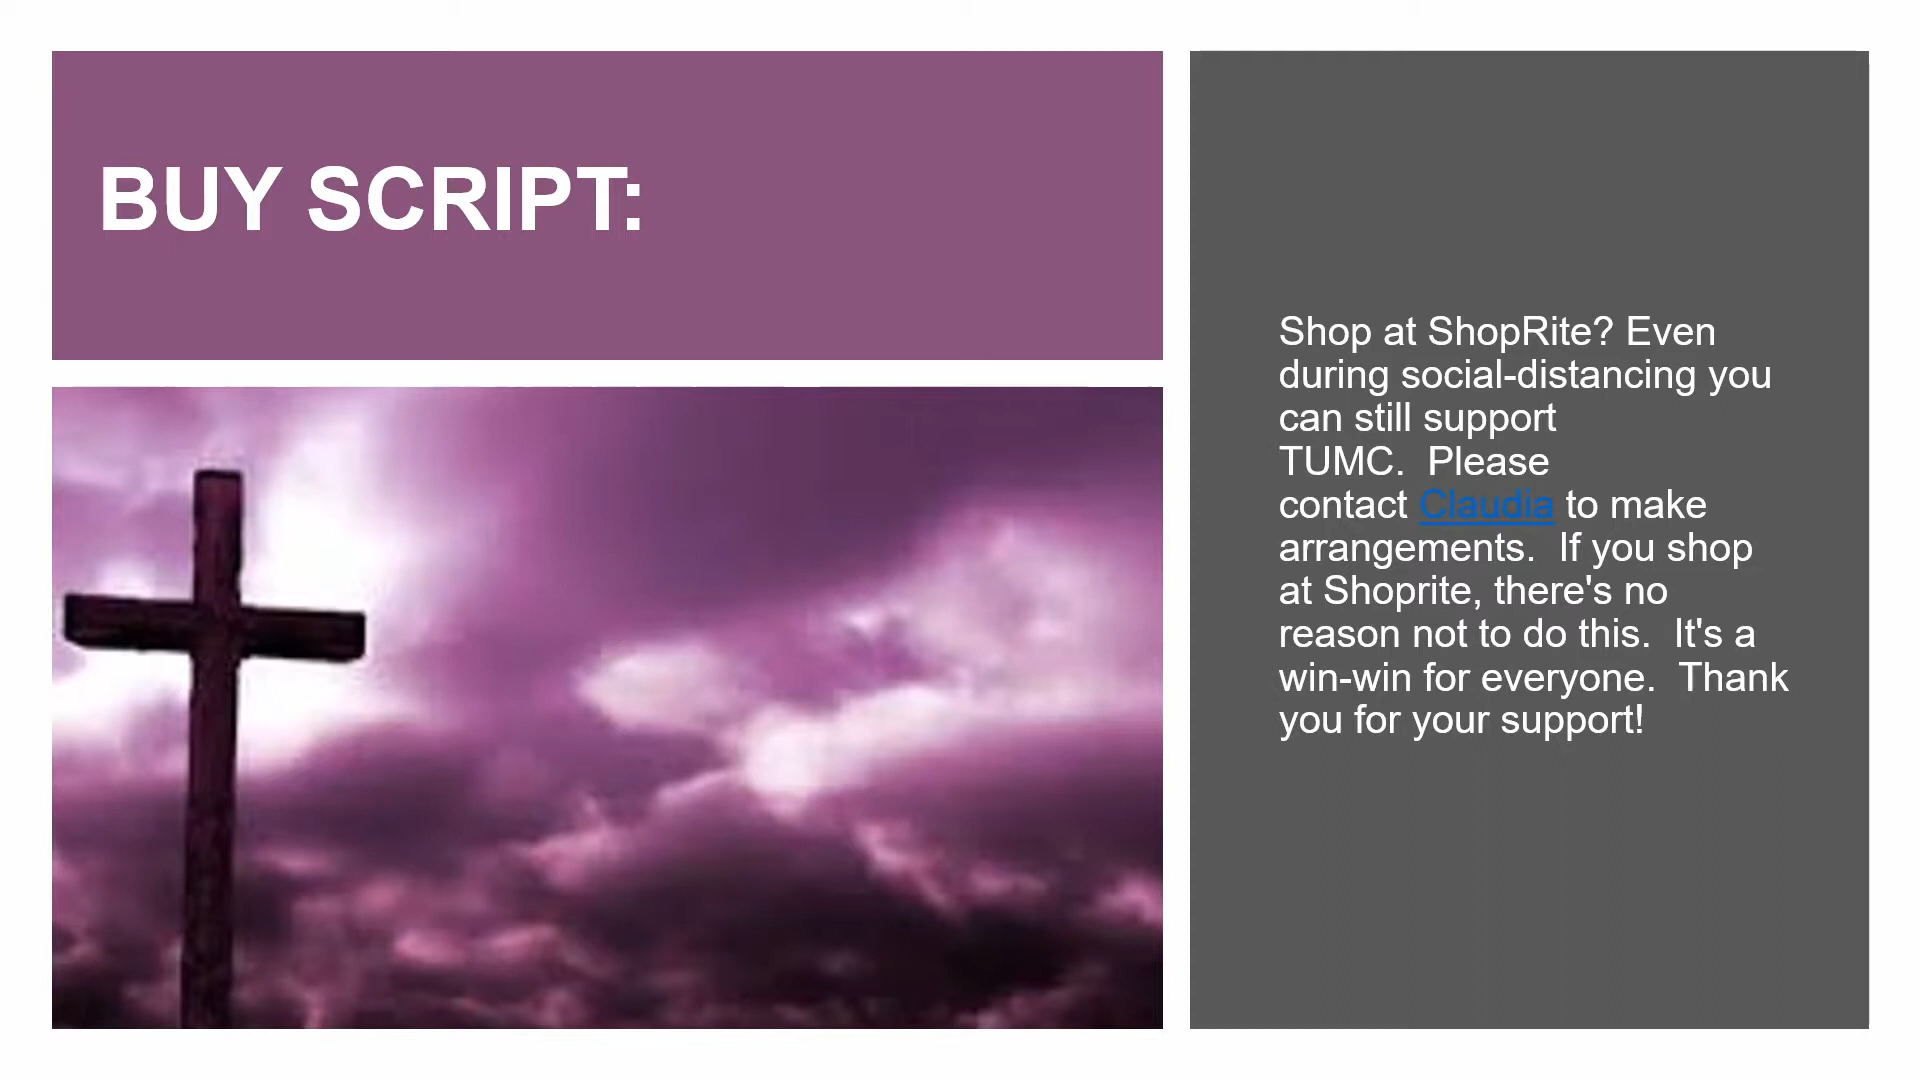 BUY SCRIPT:
Shop at ShopRite? Even
during social-distancing you
can still support
TUMC.  Please
contact Claudia to make
arrangements.  If you shop
at Shoprite, there's no
reason not to do this.  It's a
win-win for everyone.  Thank
you for your support!